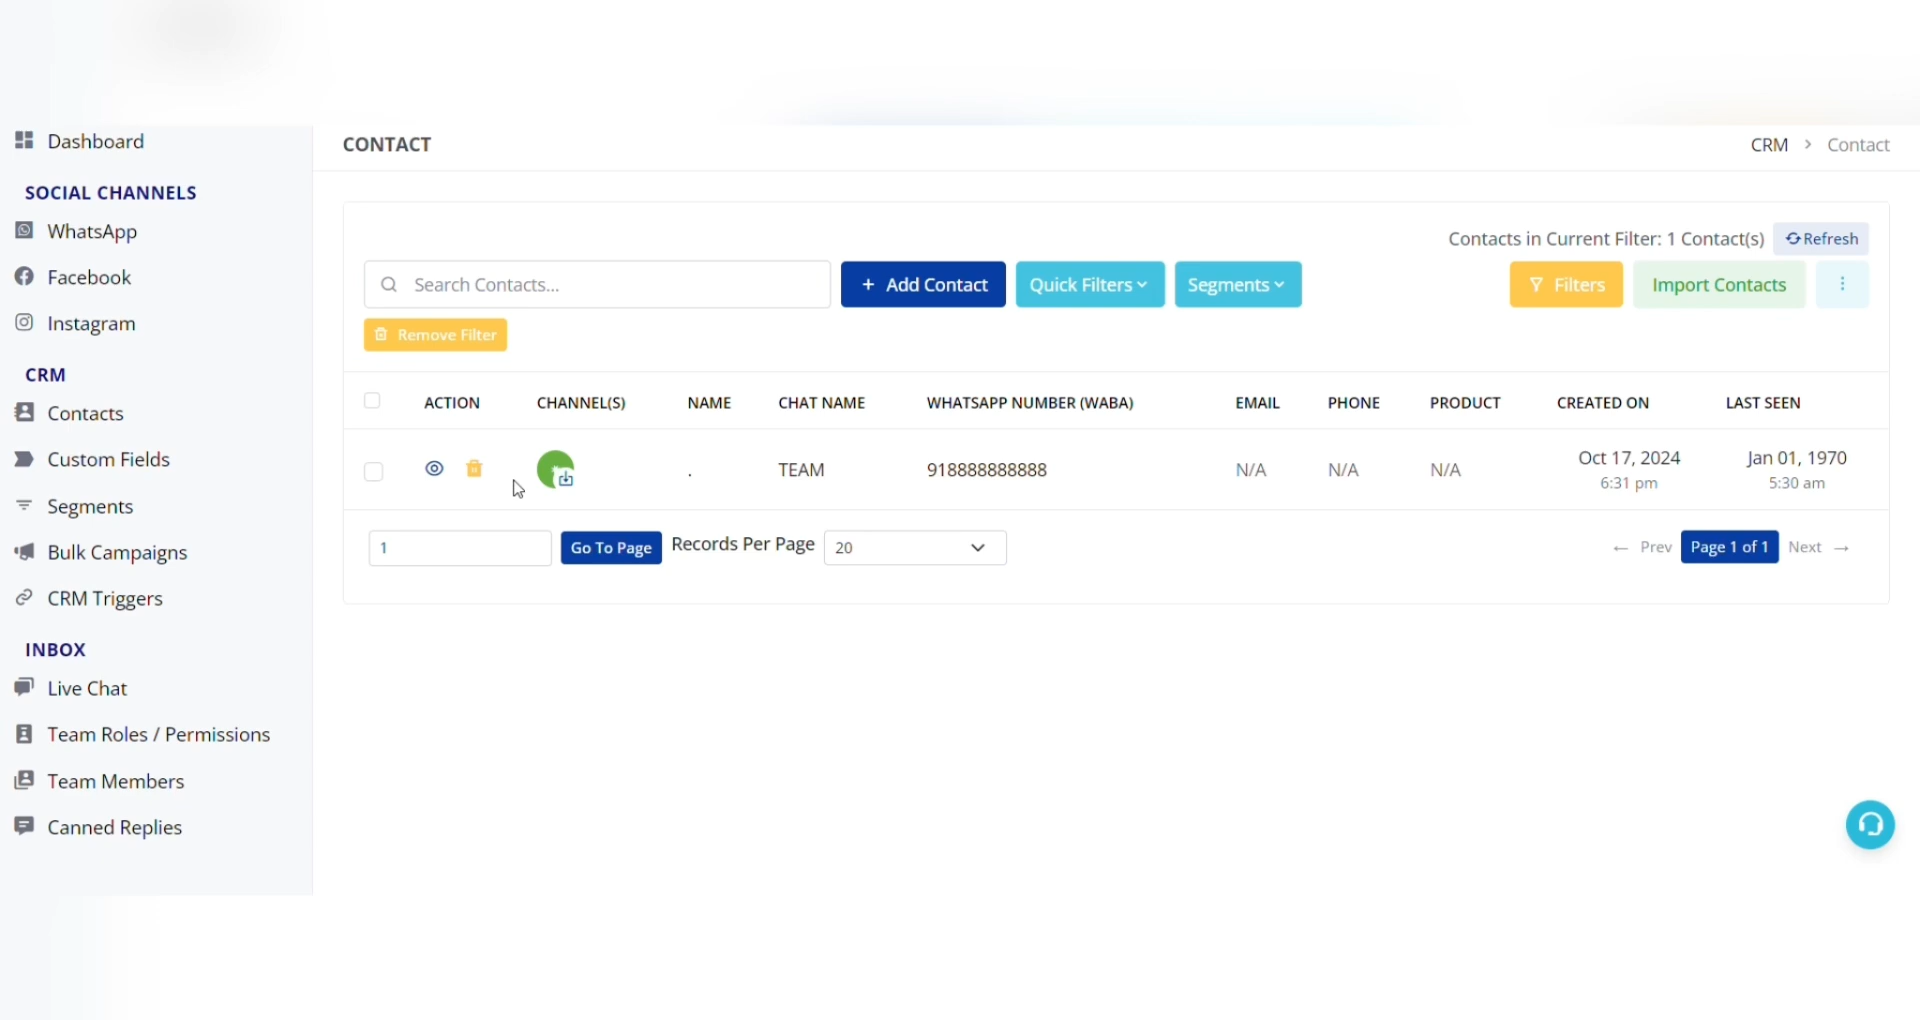 Dashboard
SOCIAL CHANNELS
WhatsApp
Facebook
Instagram
CRM
Contacts
Custom Fields
Segments
Bulk Campaigns
CRM Triggers
INBOX
Live Chat
Team Roles / Permissions
Team Members
Canned Replies
CONTACT
CRM > Contact
Contacts in Current Filter: 1 Contact(s) Refresh
Search Contacts... + Add Contact Quick Filters Segments Filters Import Contacts
Remove Filter
ACTION CHANNEL(S) NAME CHAT NAME WHATSAPP NUMBER (WABA) EMAIL PHONE PRODUCT CREATED ON LAST SEEN
. TEAM 918888888888 N/A N/A N/A Oct 17, 2024 Jan 01, 1970
6:31 pm 5:30 am
1 Go To Page Records Per Page 20 ← Prev Page 1 of 1 Next →